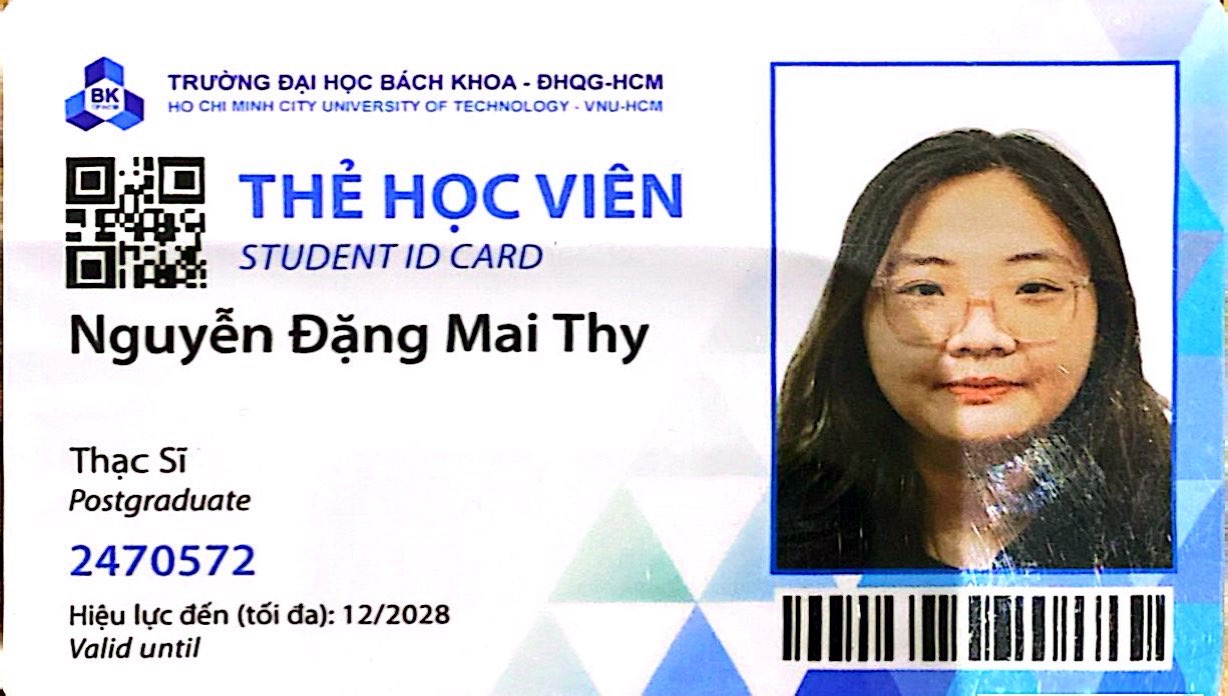 BK
TP.HCM
TRƯỜNG ĐẠI HỌC BÁCH KHOA - ĐHQG-HCM
HO CHI MINH CITY UNIVERSITY OF TECHNOLOGY - VNU-HCM
THẺ HỌC VIÊN
STUDENT ID CARD
Nguyễn Đặng Mai Thy
Thạc Sĩ
Postgraduate
2470572
Hiệu lực đến (tối đa): 12/2028
Valid until